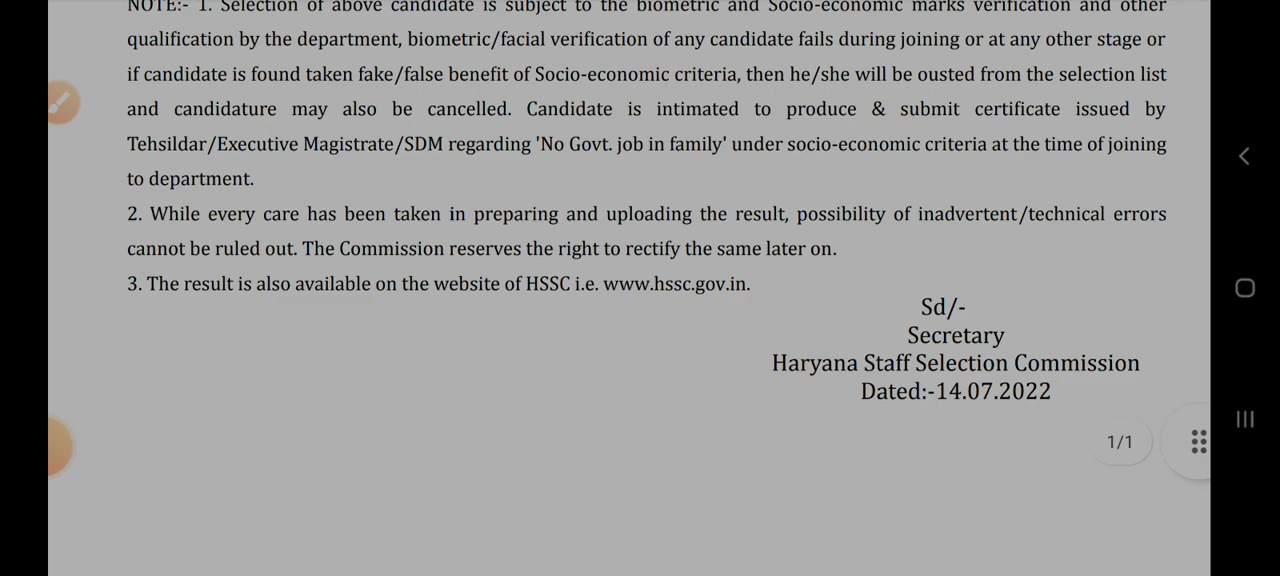 NOTE:- 1. Selection of above candidate is subject to the biometric and Socio-economic marks verification and other
qualification by the department, biometric/facial verification of any candidate fails during joining or at any other stage or
if candidate is found taken fake/false benefit of Socio-economic criteria, then he/she will be ousted from the selection list
and candidature may also be cancelled. Candidate is intimated to produce & submit certificate issued by
Tehsildar/Executive Magistrate/SDM regarding 'No Govt. job in family' under socio-economic criteria at the time of joining
to department.
2. While every care has been taken in preparing and uploading the result, possibility of inadvertent/technical errors
cannot be ruled out. The Commission reserves the right to rectify the same later on.
3. The result is also available on the website of HSSC i.e. www.hssc.gov.in.
Sd/-
Secretary
Haryana Staff Selection Commission
Dated:-14.07.2022
1/1